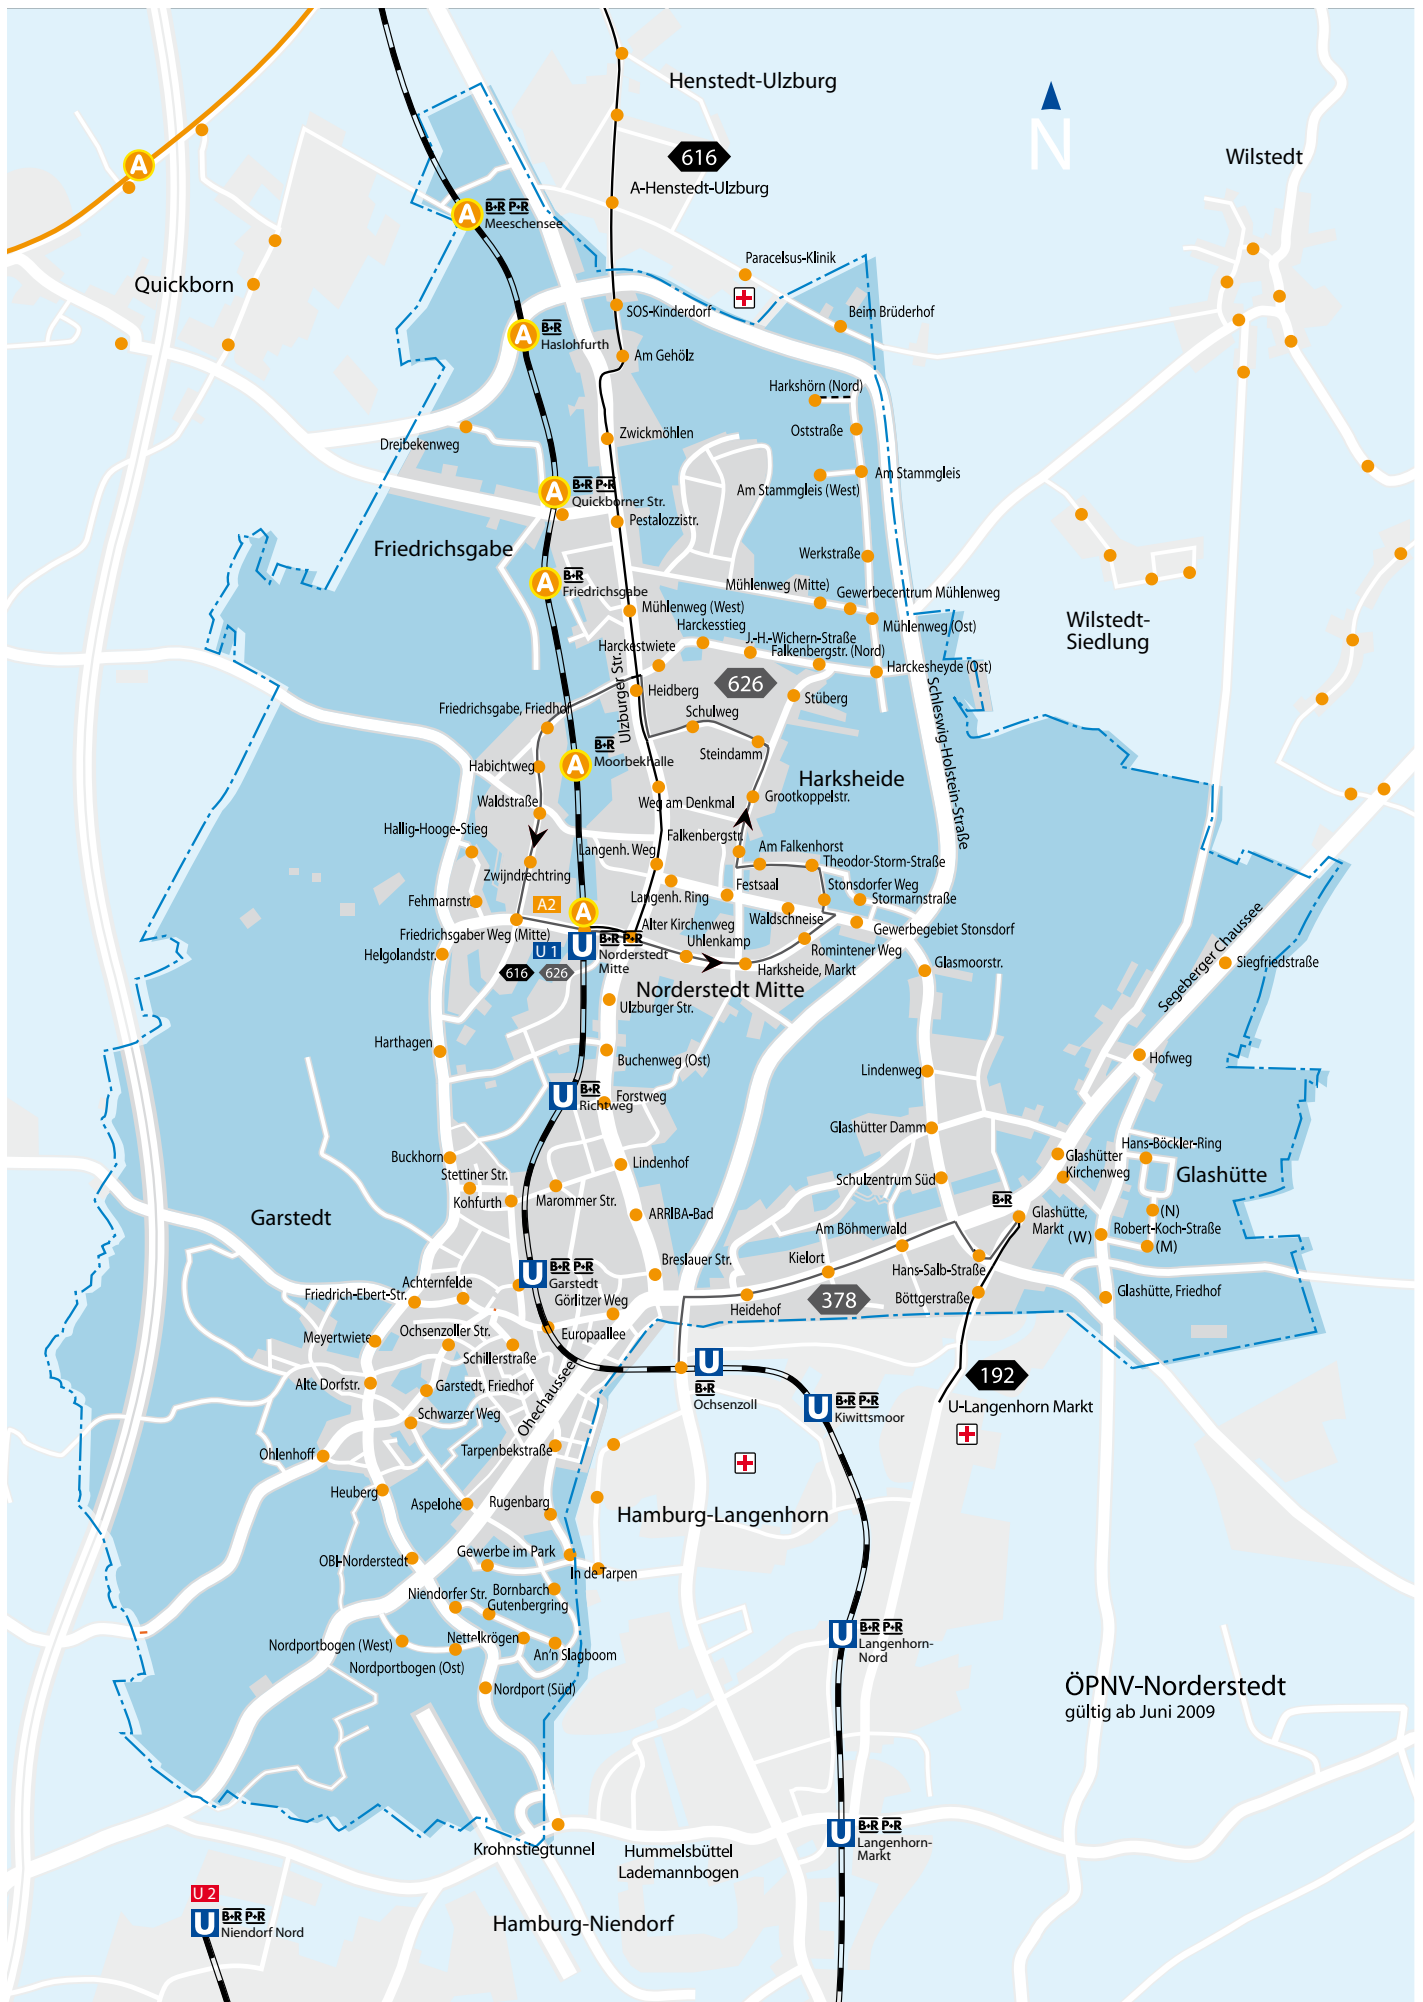 Henstedt-Ulzburg
N
616
A-Henstedt-Ulzburg
Wilstedt
A
A
B+R P+R
Meeschensee
Quickborn
Paracelsus-Klinik
SOS-Kinderdorf
Beim Brüderhof
A
B+R
Haslohfurth
Am Gehölz
Harkshörn (Nord)
Dreibekenweg
Zwickmöhlen
Oststraße
A
B+R P+R
Quickborner Str.
Am Stammgleis
Am Stammgleis (West)
Pestalozzistr.
Friedrichsgabe
Werkstraße
A
B+R
Friedrichsgabe
Mühlenweg (Mitte)
Gewerbecentrum Mühlenweg
Mühlenweg (West)
Mühlenweg (Ost)
Wilstedt-
Siedlung
Harckesstieg
J.-H.-Wichern-Straße
Harckestwiete
Falkenbergstr. (Nord)
Harckesheyde (Ost)
Ulzburger Str.
626
Heidberg
Stüberg
Schleswig-Holstein-Straße
Friedrichsgabe, Friedhof
Schulweg
Steindamm
A
B+R
Moorbekhalle
Habichtweg
Harksheide
Waldstraße
Weg am Denkmal
Grootkoppelstr.
Hallig-Hooge-Stieg
Falkenbergstr.
Langenh. Weg
Am Falkenhorst
Theodor-Storm-Straße
Zwijndrechtring
Festsaal
Stonsdorfer Weg
Fehmarnstr.
A2
A
Langenh. Ring
Stormarnstraße
Waldschneise
Friedrichsgaber Weg (Mitte)
Alter Kirchenweg
Gewerbegebiet Stonsdorf
Helgolandstr.
U 1
U
B+R P+R
Norderstedt
Mitte
Uhlenkamp
Romintener Weg
616
626
Harksheide, Markt
Glasmoorstr.
Segeberger Chaussee
Siegfriedstraße
Norderstedt Mitte
Ulzburger Str.
Harthagen
Buchenweg (Ost)
Hofweg
Lindenweg
U
B+R
Richtweg
Forstweg
Glashütter Damm
Hans-Böckler-Ring
Buckhorn
Lindenhof
Glashütter
Kirchenweg
Glashütte
Stettiner Str.
Kohfurth
Marommer Str.
Schulzentrum Süd
Garstedt
ARRIBA-Bad
B+R
Glashütte,
Markt
(N)
Am Böhmerwald
(W)
Robert-Koch-Straße
(M)
U
B+R P+R
Garstedt
Breslauer Str.
Kielort
Hans-Salb-Straße
Achternfelde
Friedrich-Ebert-Str.
Görlitzer Weg
Heidehof
378
Böttgerstraße
Glashütte, Friedhof
Meyertwiete
Ochsenzoller Str.
Europaallee
Schillerstraße
U
B+R
Ochsenzoll
192
Alte Dorfstr.
Garstedt, Friedhof
Ohechaussee
U
B+R P+R
Kiwittsmoor
U-Langenhorn Markt
Schwarzer Weg
Ohlenhoff
Tarpenbekstraße
Heuberg
Aspelohe
Rugenbarg
Hamburg-Langenhorn
OBI-Norderstedt
Gewerbe im Park
In de Tarpen
Niendorfer Str.
Bornbarch
Gutenbergring
Nordportbogen (West)
Nettelkrögen
An'n Slagboom
Nordportbogen (Ost)
U
B+R P+R
Langenhorn-
Nord
Nordport (Süd)
ÖPNV-Norderstedt
gültig ab Juni 2009
Krohnstiegtunnel
Hummelsbüttel
Lademannbogen
U
B+R P+R
Langenhorn-
Markt
U 2
U
B+R P+R
Niendorf Nord
Hamburg-Niendorf